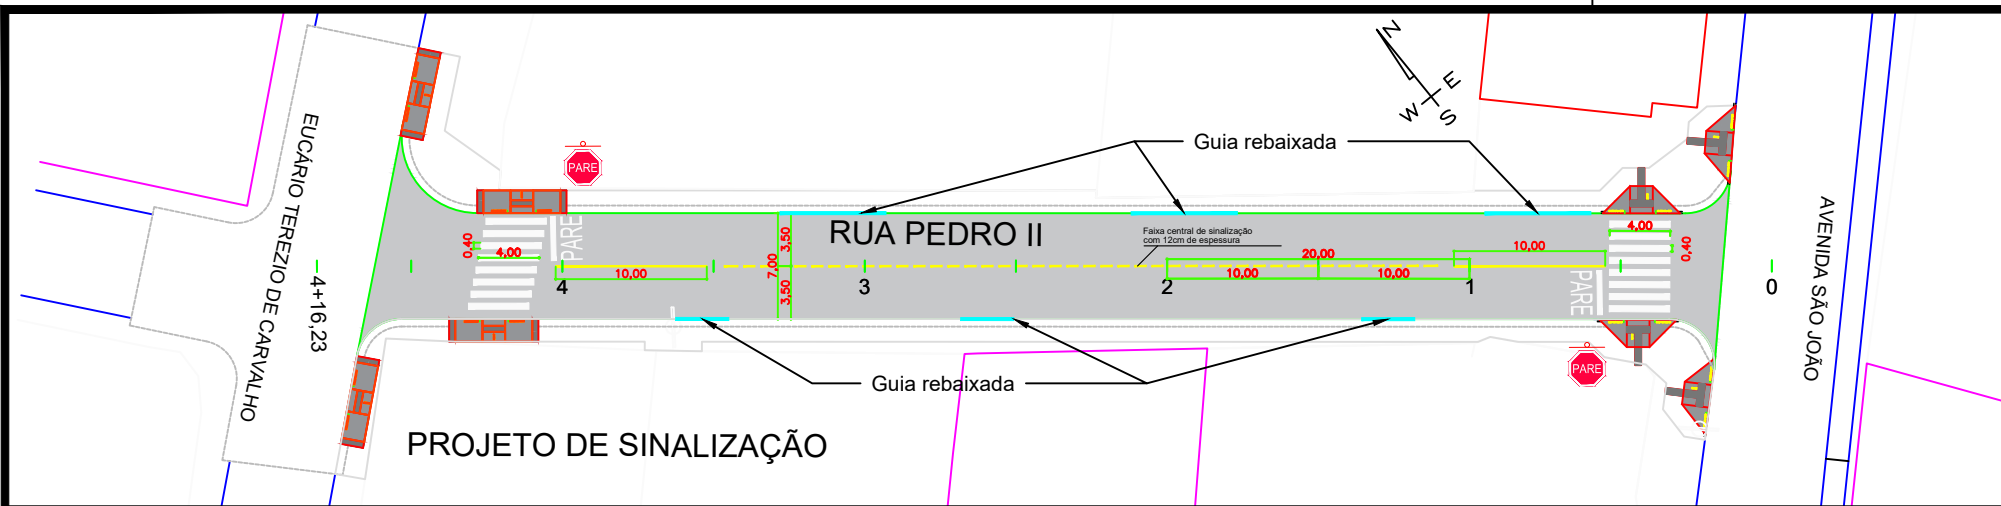 N
E
W
S
Guia rebaixada
PARE
EUCÁRIO TEREZIO DE CARVALHO
AVENIDA SÃO JOÃO
RUA PEDRO II
Faixa central de sinalização
com 12cm de espessura
PARE
0,40
4,00
10,00
3,50
7,00
3,50
20,00
10,00
10,00
10,00
4,00
0,40
PARE
4+16,23
4
3
2
1
0
PARE
Guia rebaixada
PROJETO DE SINALIZAÇÃO